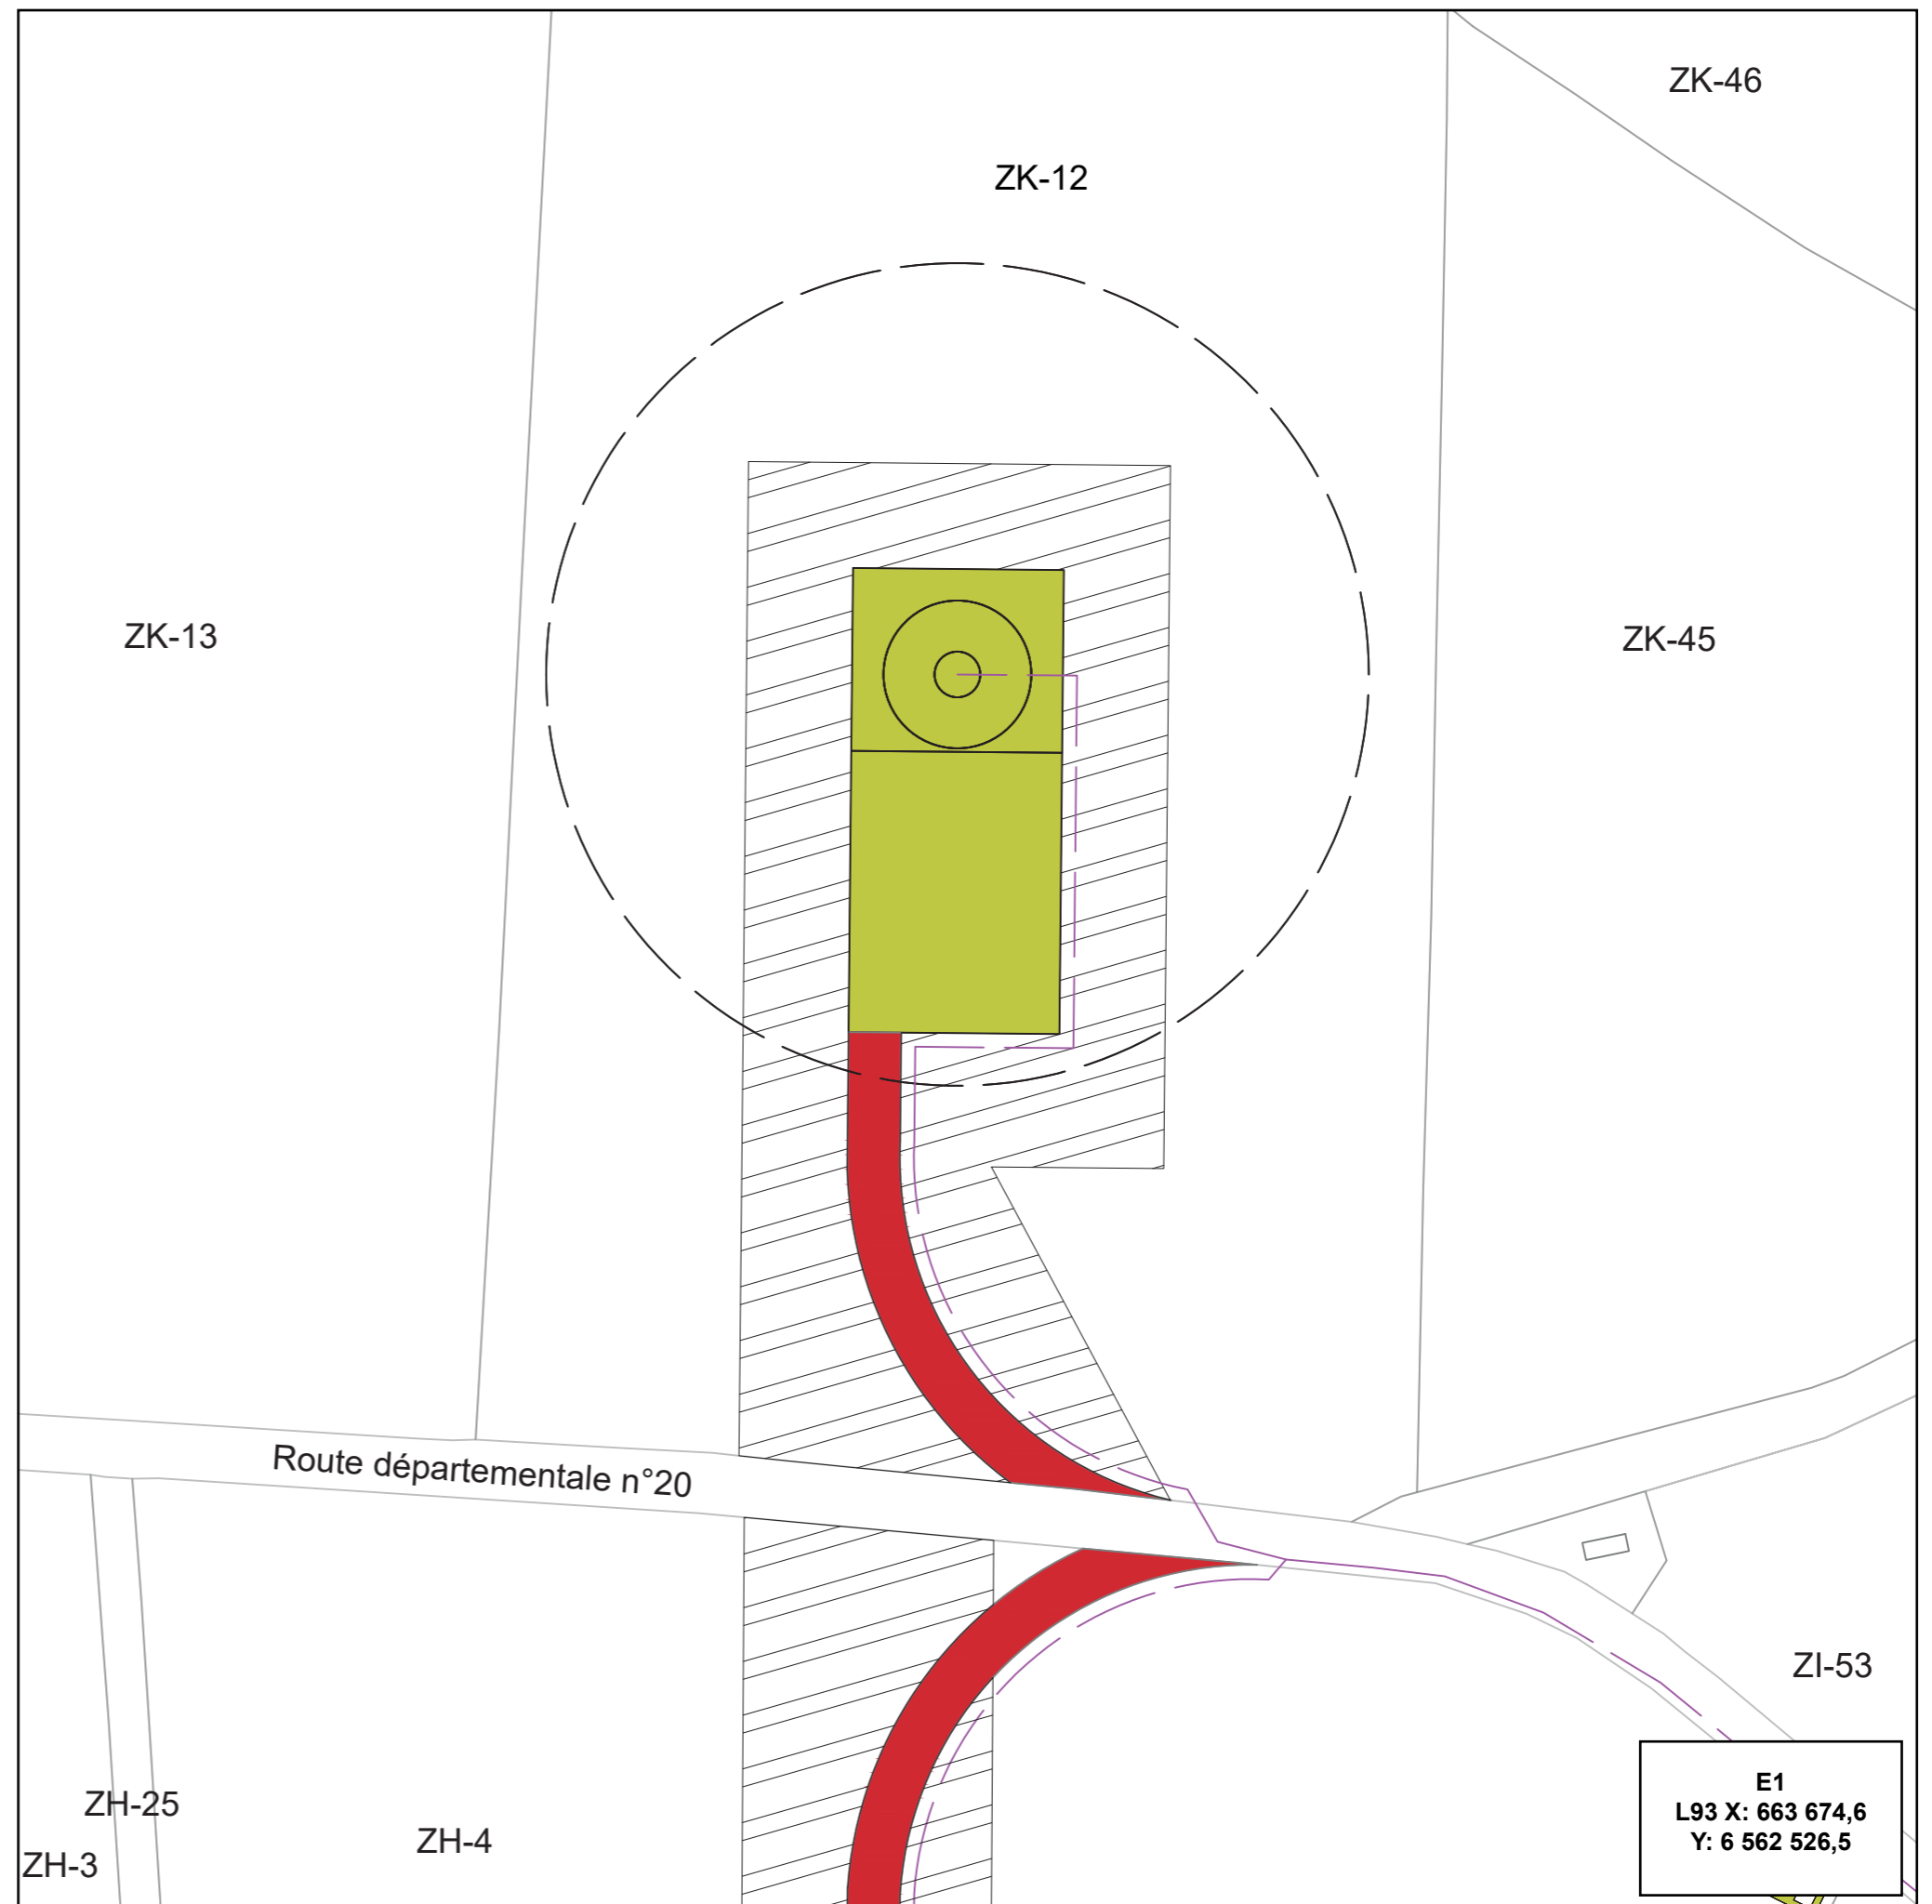 ZK-46
ZK-12
ZK-13
ZK-45
Route départementale n°20
ZI-53
E1
L93 X: 663 674,6
Y: 6 562 526,5
ZH-25
ZH-4
ZH-3